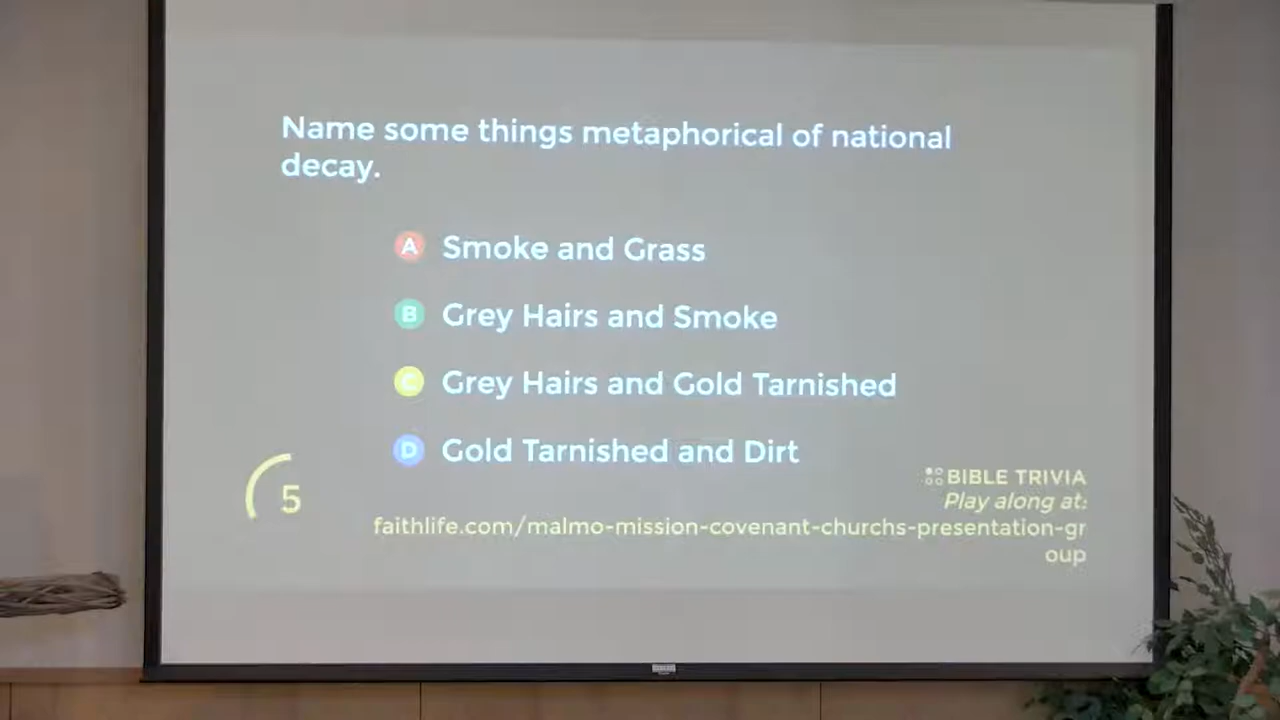 Name some things metaphorical of national
decay.
A Smoke and Grass
B Grey Hairs and Smoke
C Grey Hairs and Gold Tarnished
D Gold Tarnished and Dirt
5
BIBLE TRIVIA
Play along at:
faithlife.com/malmo-mission-covenant-churchs-presentation-gr
oup